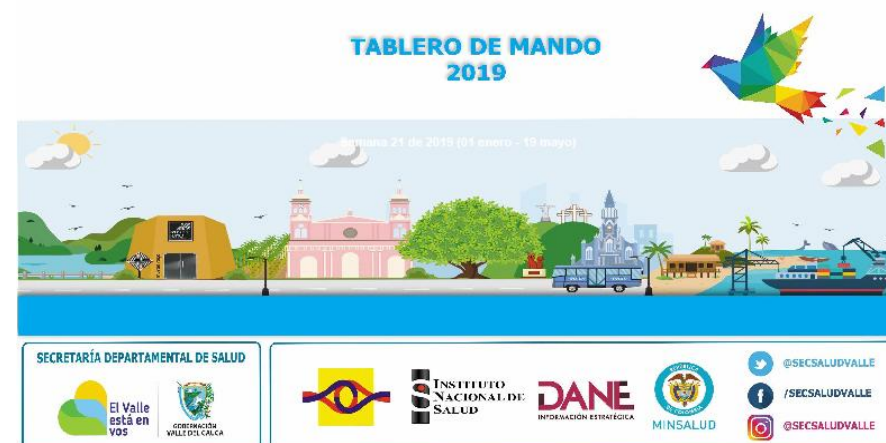 TABLERO DE MANDO
2019
Semana 21 de 2019 (01 enero - 19 mayo)
SECRETARÍA DEPARTAMENTAL DE SALUD
El Valle
está en
vos
GOBERNACIÓN
VALLE DEL CAUCA
INSTITUTO
NACIONAL DE
SALUD
DANE
INFORMACIÓN ESTRATÉGICA
MINSALUD
@SECSALUDVALLE
/SECSALUDVALLE
@SECSALUDVALLE